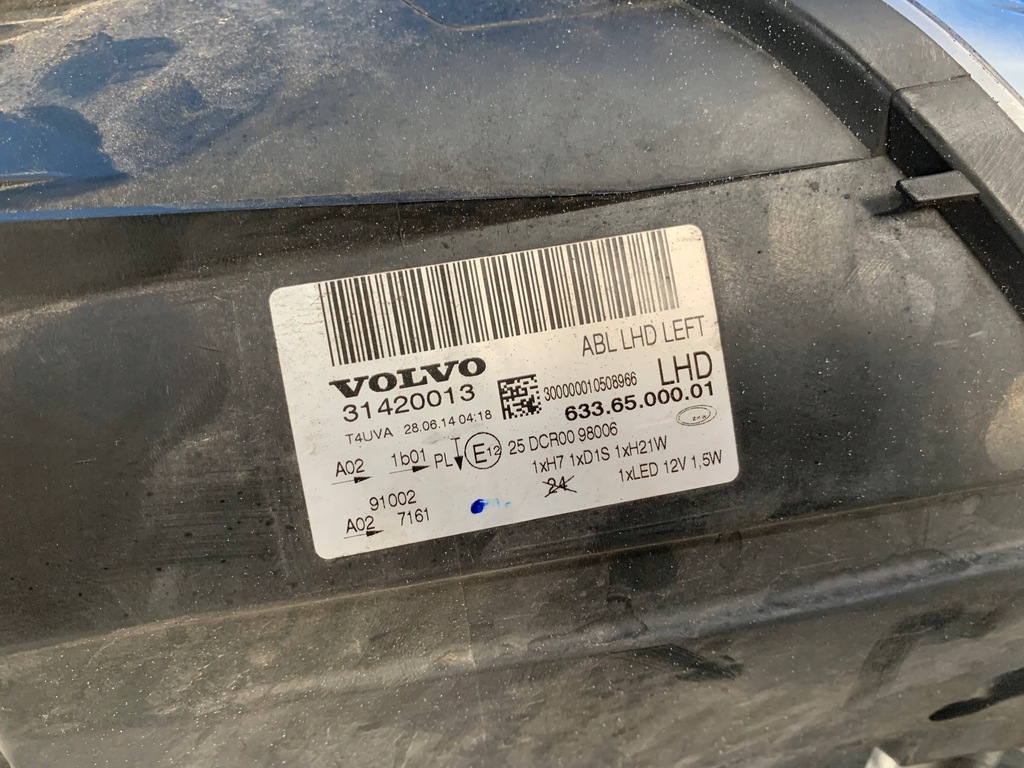 ABL LHD LEFT
VOLVO
31420013
300000010508966
LHD
633.65.000.01
T4UVA 28.06.14 04:18
A02 1b01 PL E12 25 DCR00 98006
1xH7 1xD1S 1xH21W
24 1xLED 12V 1,5W
91002
A02 7161